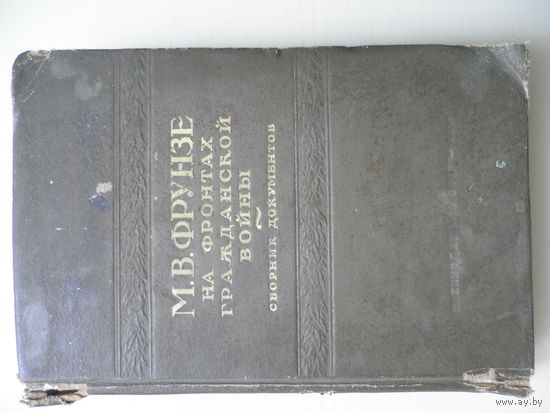 М.В.ФРУНЗЕ
НА ФРОНТАХ
ГРАЖДАНСКОЙ
ВОЙНЫ
СБОРНИК ДОКУМЕНТОВ
www.ay.by